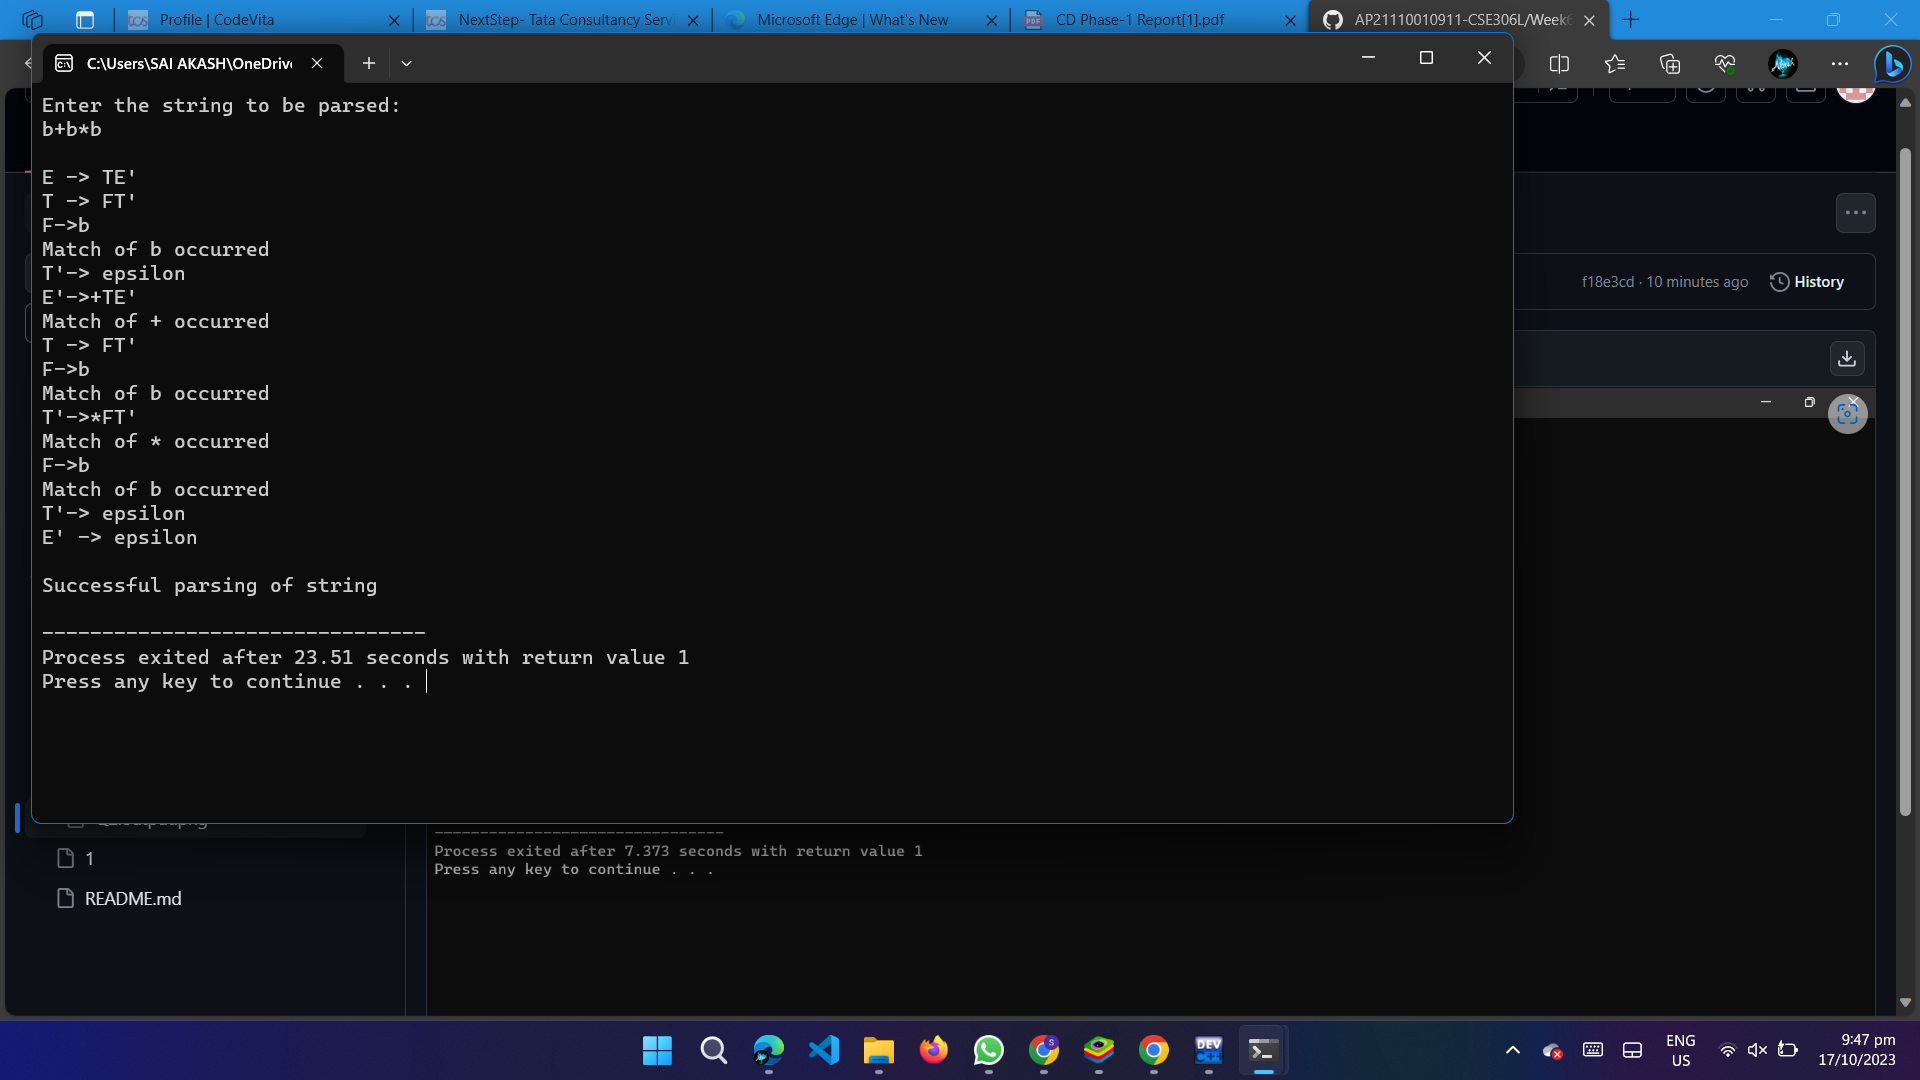 Profile | CodeVita
NextStep- Tata Consultancy Serv
Microsoft Edge | What's New
CD Phase-1 Report[1].pdf
AP21110010911-CSE306L/Week6
C:\Users\SAI AKASH\OneDrive
Enter the string to be parsed:
b+b*b
E -> TE'
T -> FT'
F->b
Match of b occurred
T'-> epsilon
E'->+TE'
Match of + occurred
T -> FT'
F->b
Match of b occurred
T'->*FT'
Match of * occurred
F->b
Match of b occurred
T'-> epsilon
E' -> epsilon
Successful parsing of string
--------------------------------
Process exited after 23.51 seconds with return value 1
Press any key to continue . . .
f18e3cd · 10 minutes ago
History
--------------------------------
Process exited after 7.373 seconds with return value 1
Press any key to continue . . .
1
README.md
DEV
ENG
US
9:47 pm
17/10/2023